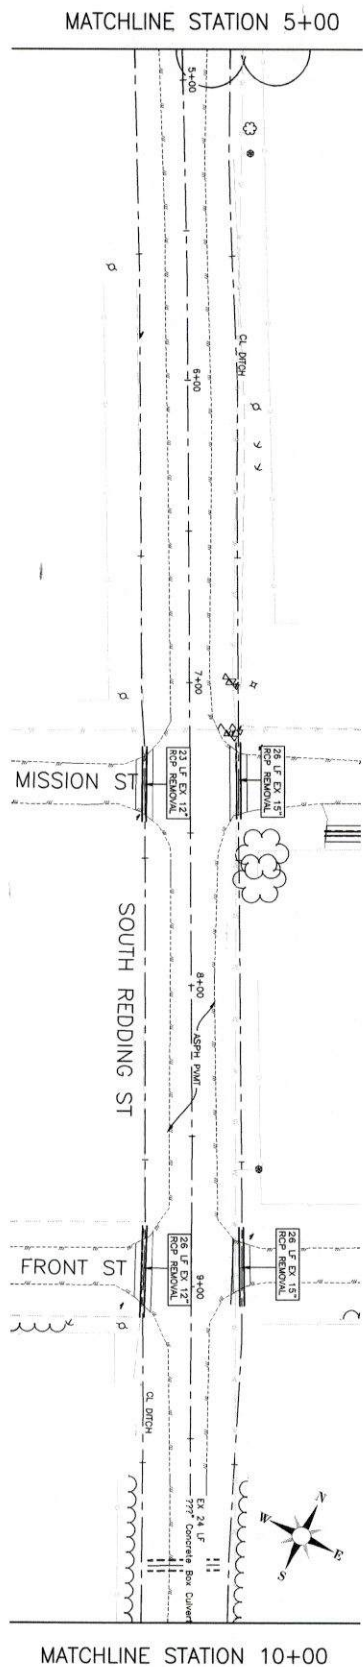 MATCHLINE STATION 5+00
5+00
CL DITCH
6+00
7+00
23 LF EX 12"
RCP REMOVAL
26 LF EX 15"
RCP REMOVAL
MISSION ST
SOUTH REDDING ST
8+00
ASPH PVMT
26 LF EX 12"
RCP REMOVAL
26 LF EX 15"
RCP REMOVAL
FRONT ST
9+00
CL DITCH
EX 24 LF
???" Concrete Box Culvert
N
W
E
S
MATCHLINE STATION 10+00